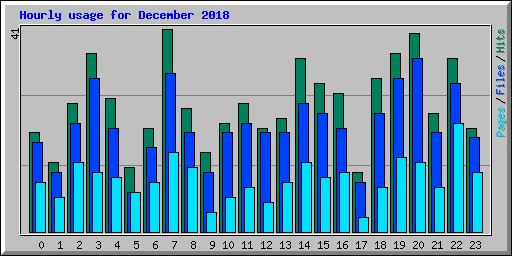 Hourly usage for December 2018
41
Pages/Files/Hits
0 1 2 3 4 5 6 7 8 9 10 11 12 13 14 15 16 17 18 19 20 21 22 23